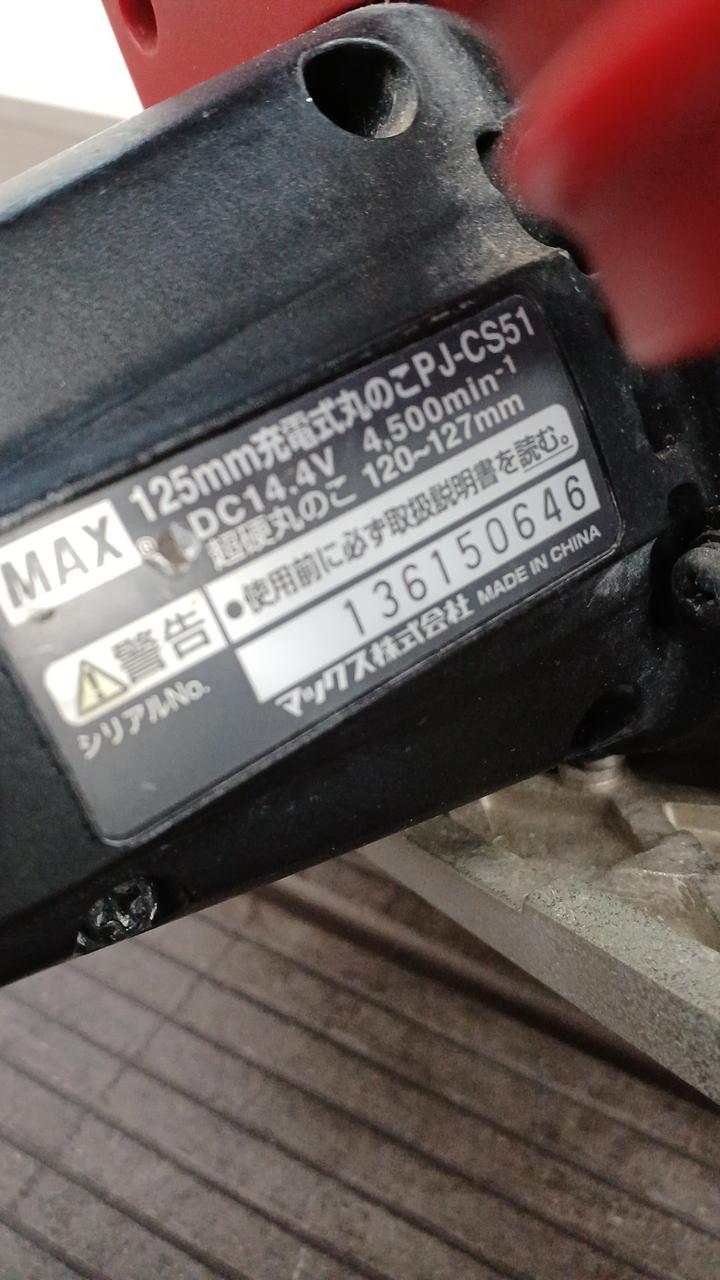 MAX
125mm充電式丸のこPJ-CS51
DC14.4V 4,500min⁻¹
超硬丸のこ 120~127mm
⚠警告
●使用前に必ず取扱説明書を読む。
シリアルNo.
136150646
マックス株式会社 MADE IN CHINA